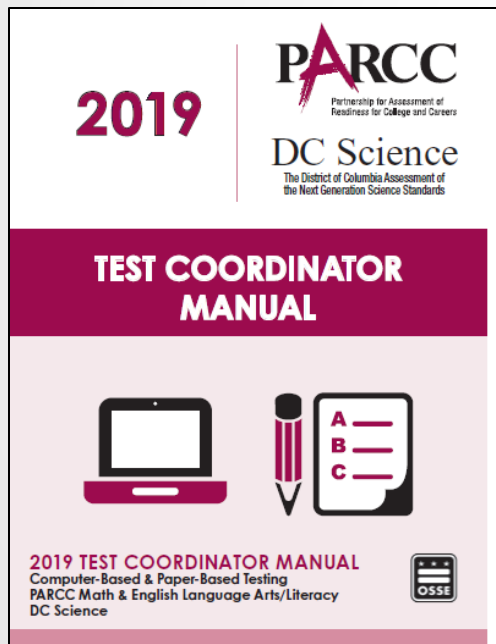 2019
PARCC
Partnership for Assessment of
Readiness for College and Careers
DC Science
The District of Columbia Assessment of
the Next Generation Science Standards
TEST COORDINATOR
MANUAL
A
B
C
2019 TEST COORDINATOR MANUAL
Computer-Based & Paper-Based Testing
PARCC Math & English Language Arts/Literacy
DC Science
OSSE